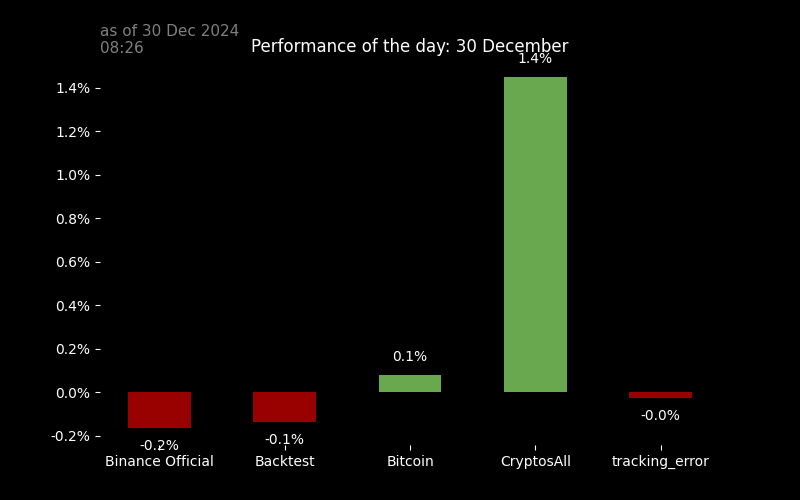 as of 30 Dec 2024
08:26
Performance of the day: 30 December
1.4%
1.4%
1.2%
1.0%
0.8%
0.6%
0.4%
0.2%
0.0%
-0.2%
0.1%
-0.2%
-0.1%
-0.0%
Binance Official
Backtest
Bitcoin
CryptosAll
tracking_error